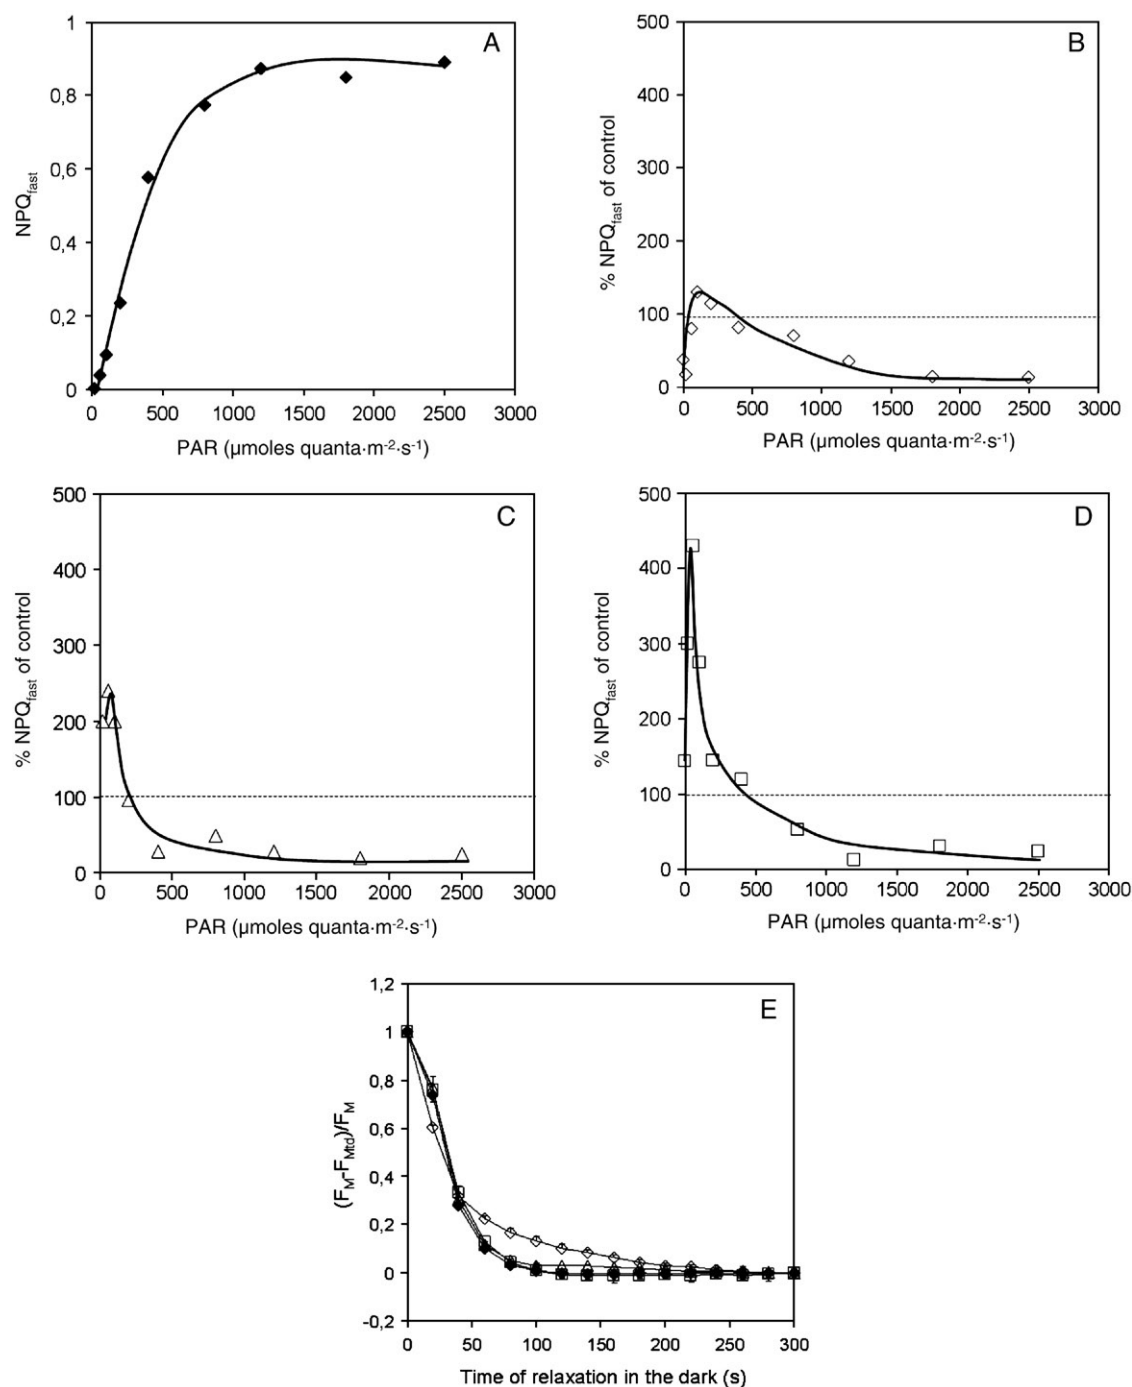 A
NPQfast
1
0,8
0,6
0,4
0,2
0
0 500 1000 1500 2000 2500 3000
PAR (µmoles quanta·m-2·s-1)
B
% NPQfast of control
500
400
300
200
100
0
0 500 1000 1500 2000 2500 3000
PAR (µmoles quanta·m-2·s-1)
C
% NPQfast of control
500
400
300
200
100
0
0 500 1000 1500 2000 2500 3000
PAR (µmoles quanta·m-2·s-1)
D
% NPQfast of control
500
400
300
200
100
0
0 500 1000 1500 2000 2500 3000
PAR (µmoles quanta·m-2·s-1)
E
(FM-FMtd)/FM
1,2
1
0,8
0,6
0,4
0,2
0
-0,2
0 50 100 150 200 250 300
Time of relaxation in the dark (s)